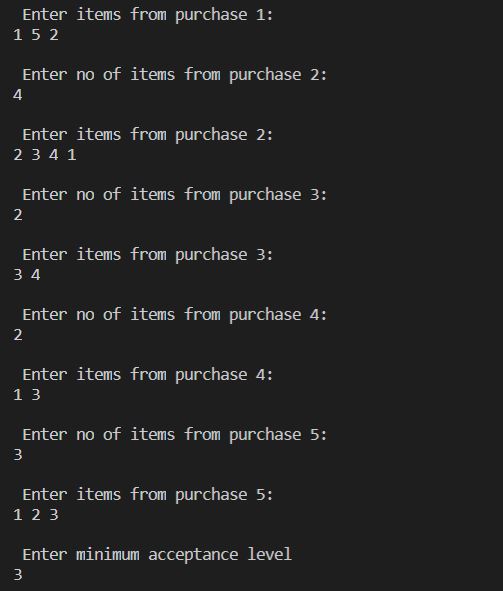 Enter items from purchase 1:
1 5 2
Enter no of items from purchase 2:
4
Enter items from purchase 2:
2 3 4 1
Enter no of items from purchase 3:
2
Enter items from purchase 3:
3 4
Enter no of items from purchase 4:
2
Enter items from purchase 4:
1 3
Enter no of items from purchase 5:
3
Enter items from purchase 5:
1 2 3
Enter minimum acceptance level
3